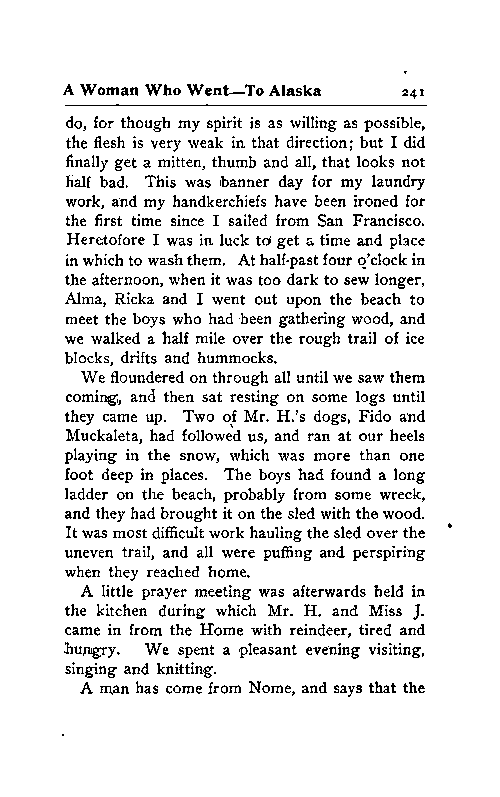 A Woman Who Went—To Alaska 241
do, for though my spirit is as willing as possible,
the flesh is very weak in that direction; but I did
finally get a mitten, thumb and all, that looks not
half bad. This was banner day for my laundry
work, and my handkerchiefs have been ironed for
the first time since I sailed from San Francisco.
Heretofore I was in luck to get a time and place
in which to wash them. At half-past four o'clock in
the afternoon, when it was too dark to sew longer,
Alma, Ricka and I went out upon the beach to
meet the boys who had been gathering wood, and
we walked a half mile over the rough trail of ice
blocks, drifts and hummocks.
We floundered on through all until we saw them
coming, and then sat resting on some logs until
they came up. Two of Mr. H.'s dogs, Fido and
Muckaleta, had followed us, and ran at our heels
playing in the snow, which was more than one
foot deep in places. The boys had found a long
ladder on the beach, probably from some wreck,
and they had brought it on the sled with the wood.
It was most difficult work hauling the sled over the
uneven trail, and all were puffing and perspiring
when they reached home.
A little prayer meeting was afterwards held in
the kitchen during which Mr. H. and Miss J.
came in from the Home with reindeer, tired and
hungry. We spent a pleasant evening visiting,
singing and knitting.
A man has come from Nome, and says that the